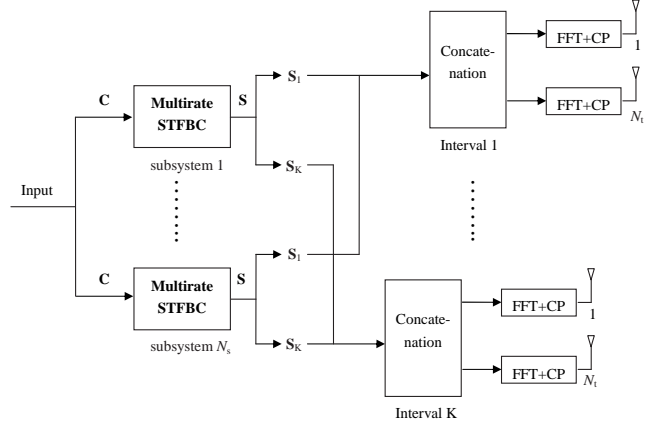 Input
C
Multirate
STFBC
subsystem 1
S
S1
SK
C
Multirate
STFBC
subsystem Ns
S
S1
SK
Concate-
nation
Interval 1
FFT+CP
1
FFT+CP
Nt
Concate-
nation
Interval K
FFT+CP
1
FFT+CP
Nt